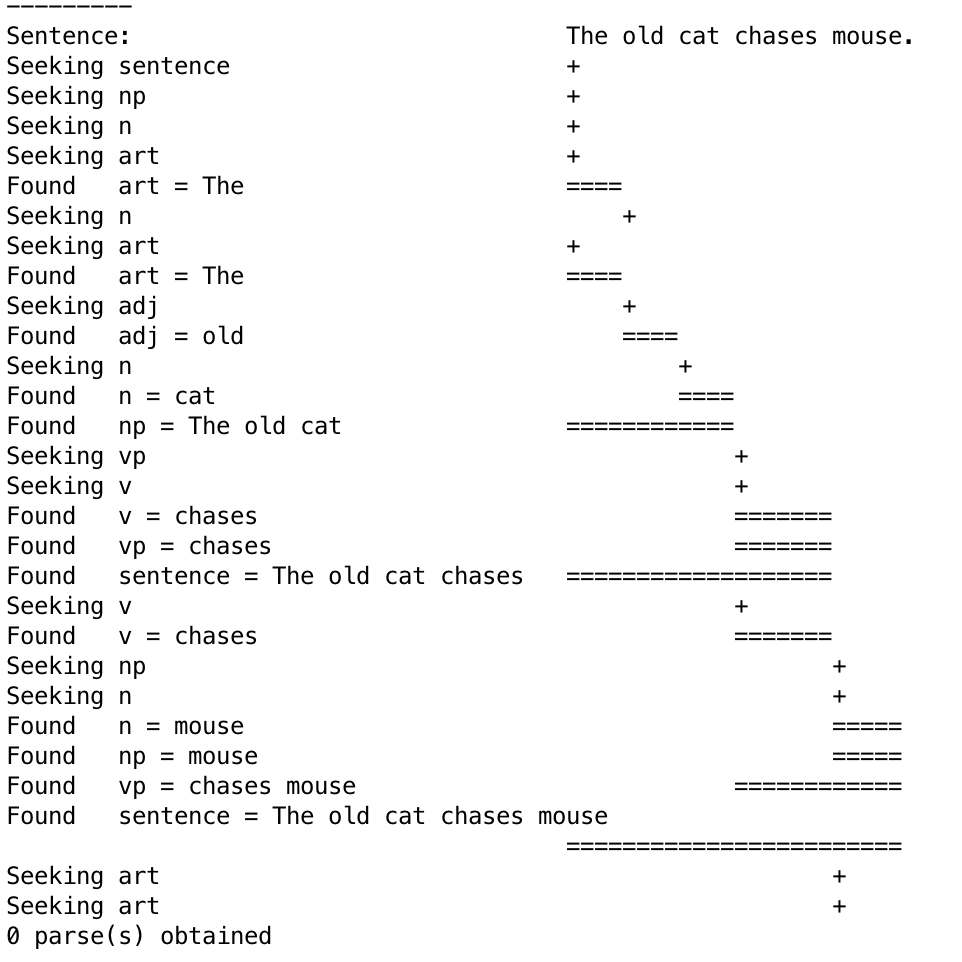 ---------
Sentence:                               The old cat chases mouse.
Seeking sentence                        +
Seeking np                              +
Seeking n                               +
Seeking art                             +
Found   art = The                       ====
Seeking n                                   +
Seeking art                             +
Found   art = The                       ====
Seeking adj                                 +
Found   adj = old                           ====
Seeking n                                       +
Found   n = cat                                 ====
Found   np = The old cat                ============
Seeking vp                                          +
Seeking v                                           +
Found   v = chases                                  =======
Found   vp = chases                                 =======
Found   sentence = The old cat chases   ===================
Seeking v                                           +
Found   v = chases                                  =======
Seeking np                                                 +
Seeking n                                                  +
Found   n = mouse                                          =====
Found   np = mouse                                         =====
Found   vp = chases mouse                           ============
Found   sentence = The old cat chases mouse
                                        ========================
Seeking art                                                +
Seeking art                                                +
0 parse(s) obtained